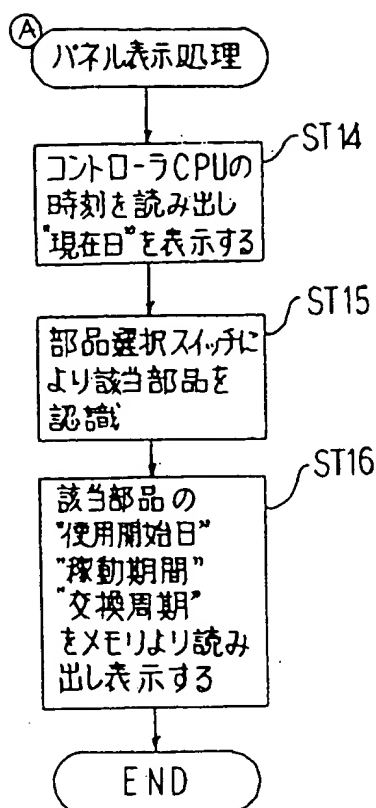 Ⓐ
パネル表示処理
ST14
コントローラCPUの
時刻を読み出し
"現在日"を表示する
ST15
部品選択スイッチに
より該当部品を
認識
ST16
該当部品の
"使用開始日"
"稼動期間"
"交換周期"
をメモリより読み
出し表示する
END